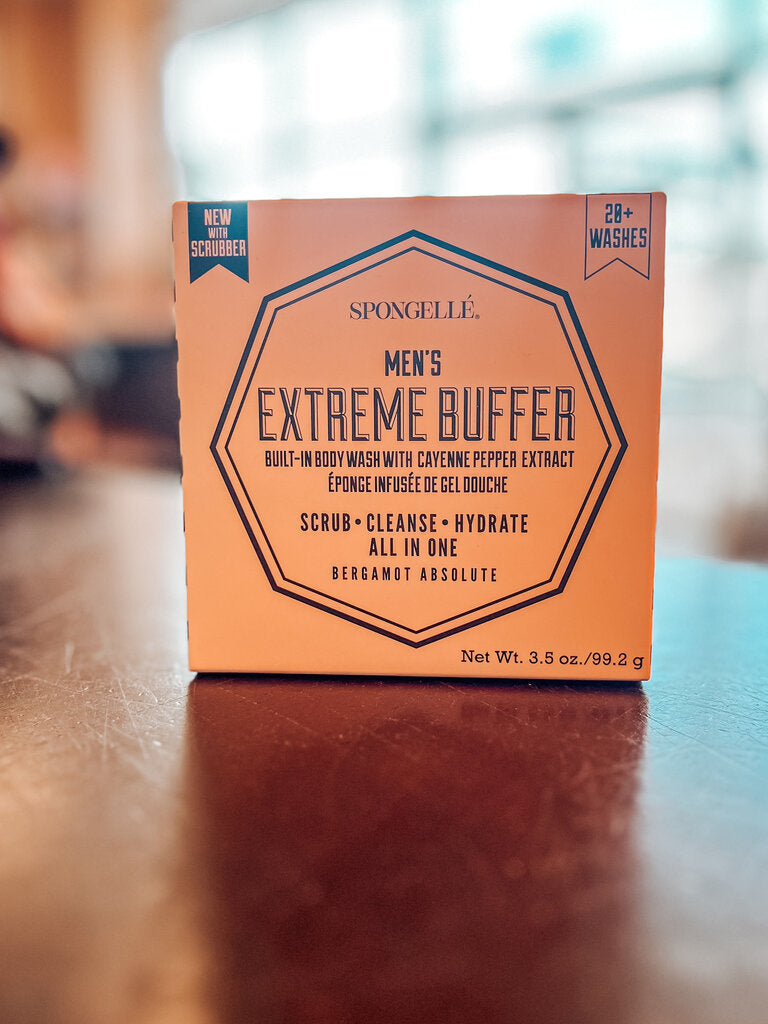 NEW
WITH
SCRUBBER
20+
WASHES
SPONGELLÉ®
MEN'S
EXTREME BUFFER
BUILT-IN BODY WASH WITH CAYENNE PEPPER EXTRACT
ÉPONGE INFUSÉE DE GEL DOUCHE
SCRUB • CLEANSE • HYDRATE
ALL IN ONE
BERGAMOT ABSOLUTE
Net Wt. 3.5 oz./99.2 g